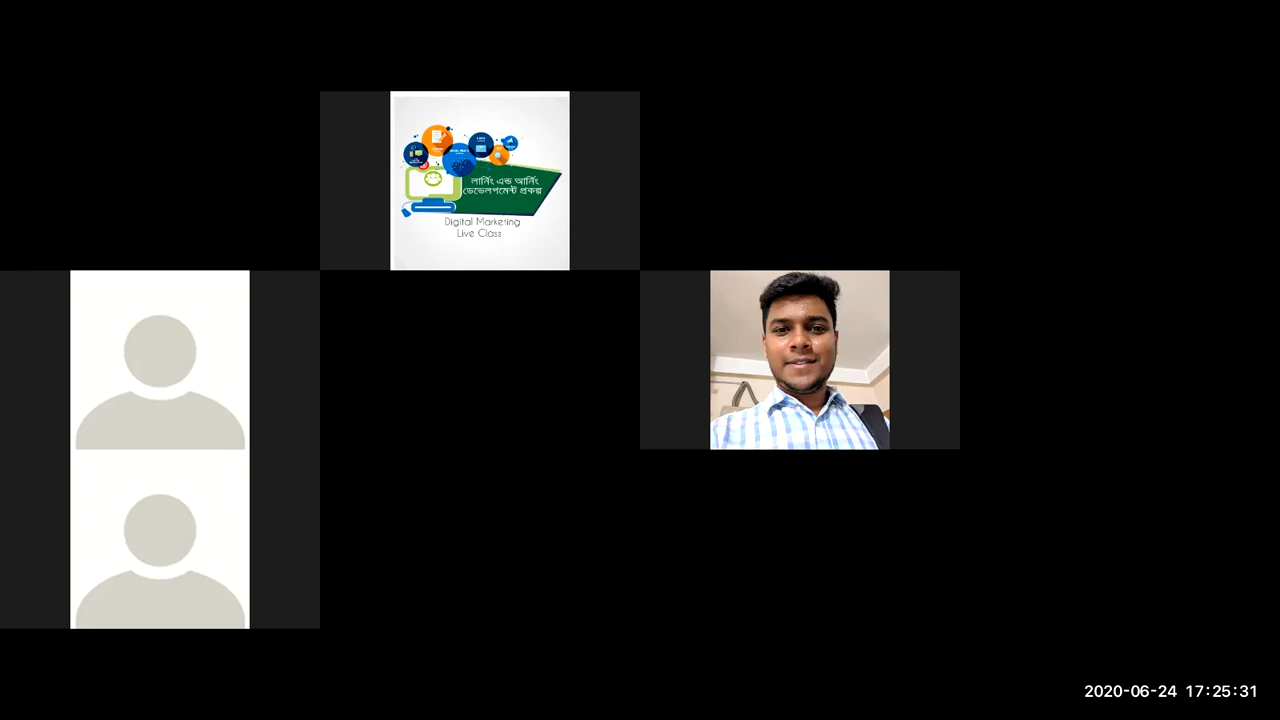 লার্নিং এন্ড আর্নিং
ডেভেলপমেন্ট প্রকল্প
Digital Marketing
Live Class
2020-06-24 17:25:31